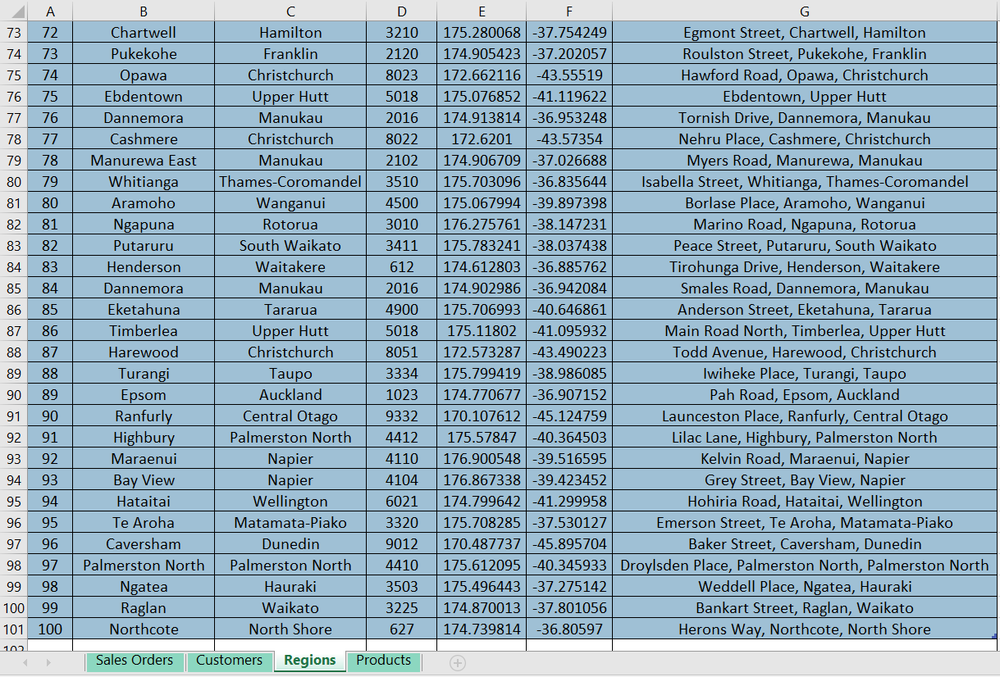 A B C D E F G
73 72 Chartwell Hamilton 3210 175.280068 -37.754249 Egmont Street, Chartwell, Hamilton
74 73 Pukekohe Franklin 2120 174.905423 -37.202057 Roulston Street, Pukekohe, Franklin
75 74 Opawa Christchurch 8023 172.662116 -43.55519 Hawford Road, Opawa, Christchurch
76 75 Ebdentown Upper Hutt 5018 175.076852 -41.119622 Ebdentown, Upper Hutt
77 76 Dannemora Manukau 2016 174.913814 -36.953248 Tornish Drive, Dannemora, Manukau
78 77 Cashmere Christchurch 8022 172.6201 -43.57354 Nehru Place, Cashmere, Christchurch
79 78 Manurewa East Manukau 2102 174.906709 -37.026688 Myers Road, Manurewa, Manukau
80 79 Whitianga Thames-Coromandel 3510 175.703096 -36.835644 Isabella Street, Whitianga, Thames-Coromandel
81 80 Aramoho Wanganui 4500 175.067994 -39.897398 Borlase Place, Aramoho, Wanganui
82 81 Ngapuna Rotorua 3010 176.275761 -38.147231 Marino Road, Ngapuna, Rotorua
83 82 Putaruru South Waikato 3411 175.783241 -38.037438 Peace Street, Putaruru, South Waikato
84 83 Henderson Waitakere 612 174.612803 -36.885762 Tirohunga Drive, Henderson, Waitakere
85 84 Dannemora Manukau 2016 174.902986 -36.942084 Smales Road, Dannemora, Manukau
86 85 Eketahuna Tararua 4900 175.706993 -40.646861 Anderson Street, Eketahuna, Tararua
87 86 Timberlea Upper Hutt 5018 175.11802 -41.095932 Main Road North, Timberlea, Upper Hutt
88 87 Harewood Christchurch 8051 172.573287 -43.490223 Todd Avenue, Harewood, Christchurch
89 88 Turangi Taupo 3334 175.799419 -38.986085 Iwiheke Place, Turangi, Taupo
90 89 Epsom Auckland 1023 174.770677 -36.907152 Pah Road, Epsom, Auckland
91 90 Ranfurly Central Otago 9332 170.107612 -45.124759 Launceston Place, Ranfurly, Central Otago
92 91 Highbury Palmerston North 4412 175.57847 -40.364503 Lilac Lane, Highbury, Palmerston North
93 92 Maraenui Napier 4110 176.900548 -39.516595 Kelvin Road, Maraenui, Napier
94 93 Bay View Napier 4104 176.867338 -39.423452 Grey Street, Bay View, Napier
95 94 Hataitai Wellington 6021 174.799642 -41.299958 Hohiria Road, Hataitai, Wellington
96 95 Te Aroha Matamata-Piako 3320 175.708285 -37.530127 Emerson Street, Te Aroha, Matamata-Piako
97 96 Caversham Dunedin 9012 170.487737 -45.895704 Baker Street, Caversham, Dunedin
98 97 Palmerston North Palmerston North 4410 175.612095 -40.345933 Droylsden Place, Palmerston North, Palmerston North
99 98 Ngatea Hauraki 3503 175.496443 -37.275142 Weddell Place, Ngatea, Hauraki
100 99 Raglan Waikato 3225 174.870013 -37.801056 Bankart Street, Raglan, Waikato
101 100 Northcote North Shore 627 174.739814 -36.80597 Herons Way, Northcote, North Shore
102
Sales Orders Customers Regions Products